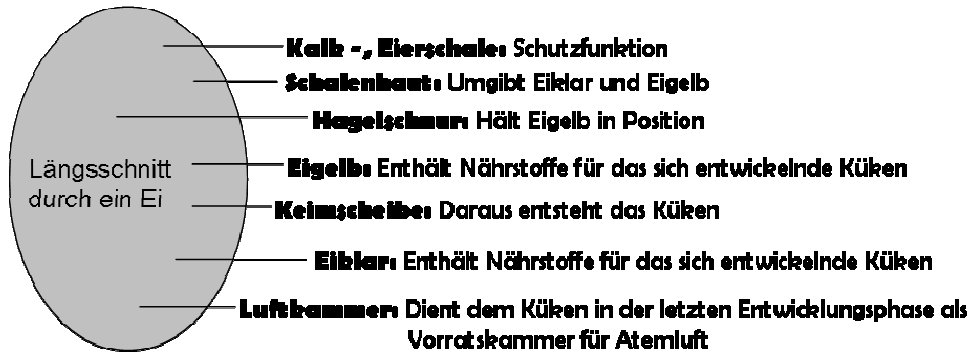 Kalk -, Eierschale: Schutzfunktion
Schalenhaut: Umgibt Eiklar und Eigelb
Hagelschnur: Hält Eigelb in Position
Längsschnitt
durch ein Ei
Eigelb: Enthält Nährstoffe für das sich entwickelnde Küken
Keimscheibe: Daraus entsteht das Küken
Eiklar: Enthält Nährstoffe für das sich entwickelnde Küken
Luftkammer: Dient dem Küken in der letzten Entwicklungsphase als
Vorratskammer für Atemluft